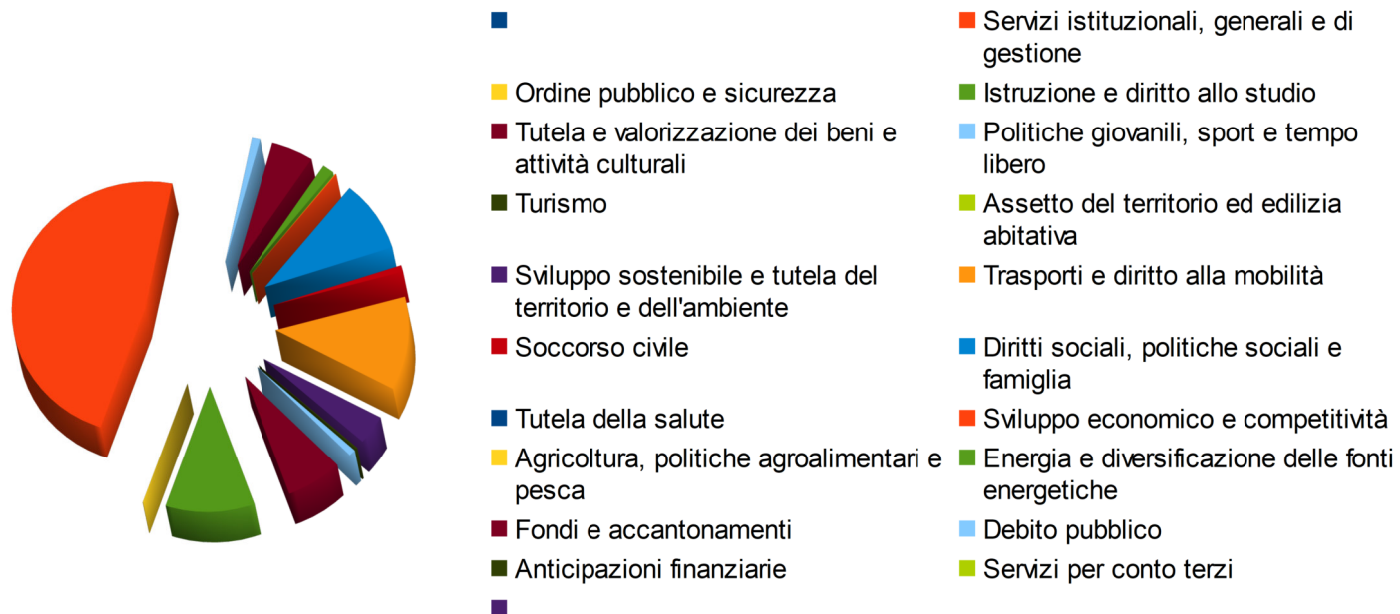 Servizi istituzionali, generali e di
gestione
Ordine pubblico e sicurezza
Istruzione e diritto allo studio
Tutela e valorizzazione dei beni e
attività culturali
Politiche giovanili, sport e tempo
libero
Turismo
Assetto del territorio ed edilizia
abitativa
Sviluppo sostenibile e tutela del
territorio e dell'ambiente
Trasporti e diritto alla mobilità
Soccorso civile
Diritti sociali, politiche sociali e
famiglia
Tutela della salute
Sviluppo economico e competitività
Agricoltura, politiche agroalimentari e
pesca
Energia e diversificazione delle fonti
energetiche
Fondi e accantonamenti
Debito pubblico
Anticipazioni finanziarie
Servizi per conto terzi